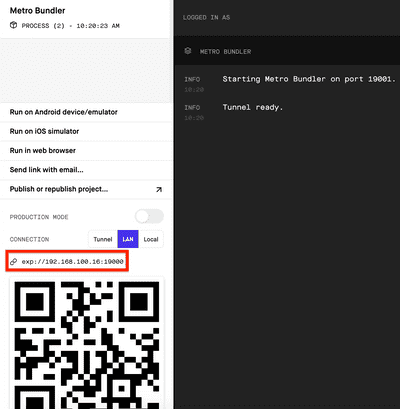 Metro Bundler
PROCESS (2) • 10:20:23 AM
Run on Android device/emulator
Run on iOS simulator
Run in web browser
Send link with email...
Publish or republish project...
PRODUCTION MODE
CONNECTION Tunnel LAN Local
exp://192.168.100.16:19000
LOGGED IN AS
METRO BUNDLER
INFO Starting Metro Bundler on port 19001.
10:20
INFO Tunnel ready.
10:20